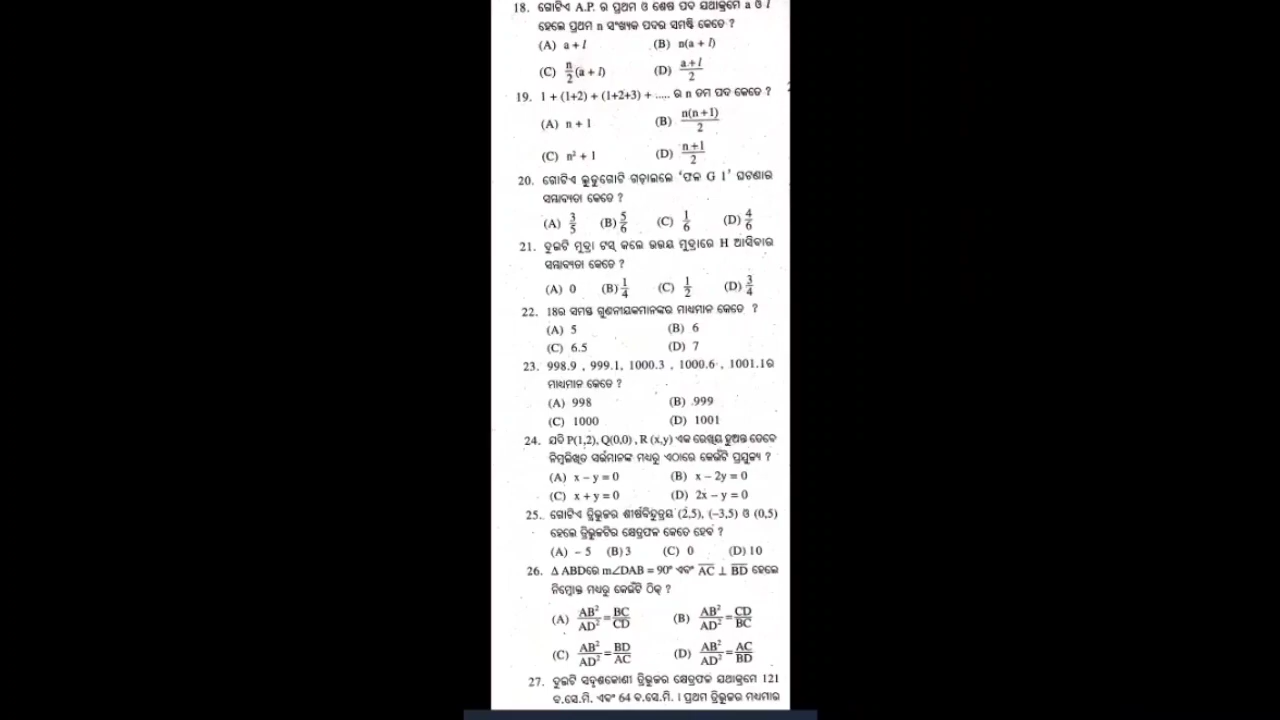 18. ଗୋଟିଏ A.P. ର ପ୍ରଥମ ଓ ଶେଷ ପଦ ଯଥାକ୍ରମେ a ଓ l
ହେଲେ ପ୍ରଥମ n ସଂଖ୍ୟକ ପଦର ସମଷ୍ଟି କେତେ ?
(A) a + l (B) n(a + l)
(C) n/2 (a + l) (D) a + l / 2
19. 1 + (1+2) + (1+2+3) + ..... ର n ତମ ପଦ କେତେ ?
(A) n + 1 (B) n(n+1)/2
(C) n² + 1 (D) n+1/2
20. ଗୋଟିଏ ଲୁଡୁଗୋଟି ଗଡ଼ାଇଲେ ‘ଫଳ G 1’ ଘଟଣାର
ସମ୍ଭାବ୍ୟତା କେତେ ?
(A) 3/5 (B) 5/6 (C) 1/6 (D) 4/6
21. ଦୁଇଟି ମୁଦ୍ରା ଟସ୍ କଲେ ଉଭୟ ମୁଦ୍ରାରେ H ଆସିବାର
ସମ୍ଭାବ୍ୟତା କେତେ ?
(A) 0 (B) 1/4 (C) 1/2 (D) 3/4
22. 18ର ସମସ୍ତ ଗୁଣନୀୟକମାନଙ୍କର ମାଧ୍ୟମାନ କେତେ ?
(A) 5 (B) 6
(C) 6.5 (D) 7
23. 998.9 , 999.1, 1000.3 , 1000.6 , 1001.1ର
ମାଧ୍ୟମାନ କେତେ ?
(A) 998 (B) .999
(C) 1000 (D) 1001
24. ଯଦି P(1,2), Q(0,0) , R (x,y) ଏକ ରେଖୀୟ ହୁଅନ୍ତି ତେବେ
ନିମ୍ନଲିଖିତ ସର୍ତ୍ତମାନଙ୍କ ମଧ୍ୟରୁ ଏଠାରେ କେଉଁଟି ପ୍ରଯୁଜ୍ୟ ?
(A) x – y = 0 (B) x – 2y = 0
(C) x + y = 0 (D) 2x – y = 0
25. ଗୋଟିଏ ତ୍ରିଭୁଜର ଶୀର୍ଷବିନ୍ଦୁତ୍ରୟ (2,5), (–3,5) ଓ (0,5)
ହେଲେ ତ୍ରିଭୁଜଟିର କ୍ଷେତ୍ରଫଳ କେତେ ହେବ ?
(A) – 5 (B) 3 (C) 0 (D) 10
26. Δ ABDରେ m∠DAB = 90° ଏବଂ AC ⊥ BD ହେଲେ
ନିମ୍ନୋକ୍ତ ମଧ୍ୟରୁ କେଉଁଟି ଠିକ୍ ?
(A) AB²/AD² = BC/CD (B) AB²/AD² = CD/BC
(C) AB²/AD² = BD/AC (D) AB²/AD² = AC/BD
27. ଦୁଇଟି ସଦୃଶକୋଣୀ ତ୍ରିଭୁଜର କ୍ଷେତ୍ରଫଳ ଯଥାକ୍ରମେ 121
ବ.ସେ.ମି. ଏବଂ 64 ବ.ସେ.ମି. । ପ୍ରଥମ ତ୍ରିଭୁଜର ମଧ୍ୟମାର